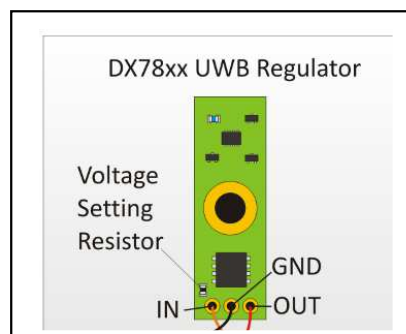 DX78xx UWB Regulator
Voltage
Setting
Resistor
GND
IN
OUT